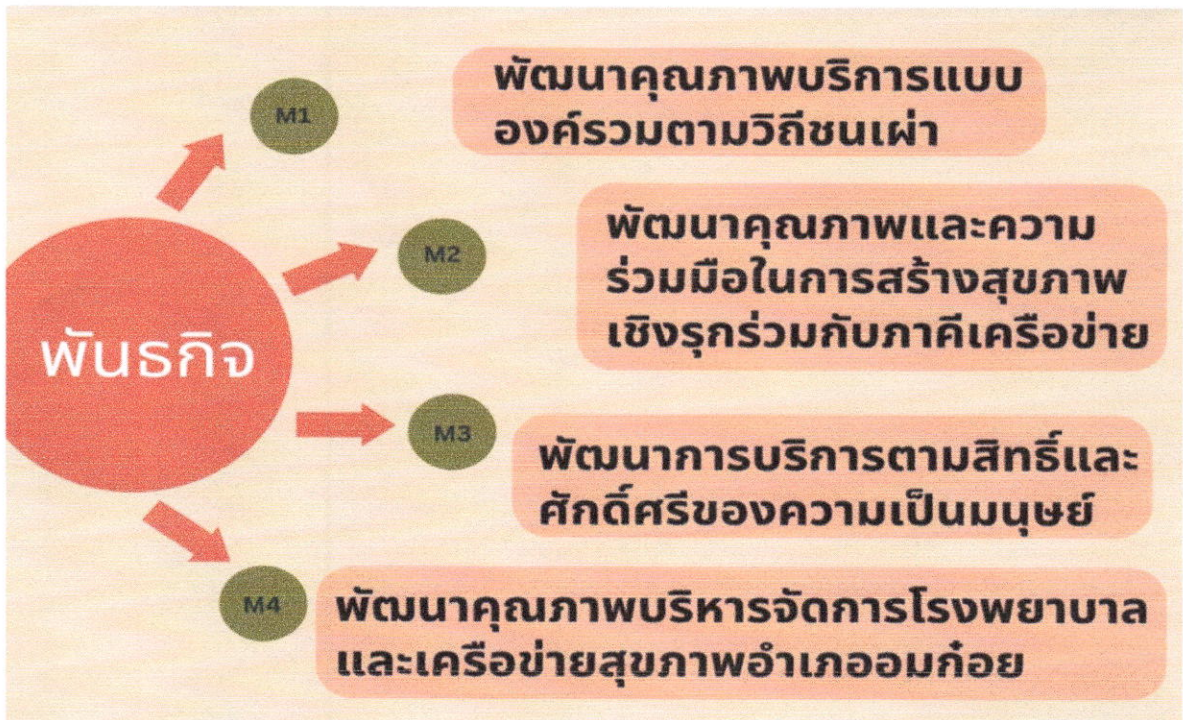 พันธกิจ
M1
พัฒนาคุณภาพบริการแบบ
องค์รวมตามวิถีชนเผ่า
M2
พัฒนาคุณภาพและความ
ร่วมมือในการสร้างสุขภาพ
เชิงรุกร่วมกับภาคีเครือข่าย
M3
พัฒนาการบริการตามสิทธิ์และ
ศักดิ์ศรีของความเป็นมนุษย์
M4
พัฒนาคุณภาพบริหารจัดการโรงพยาบาล
และเครือข่ายสุขภาพอำเภออมก๋อย